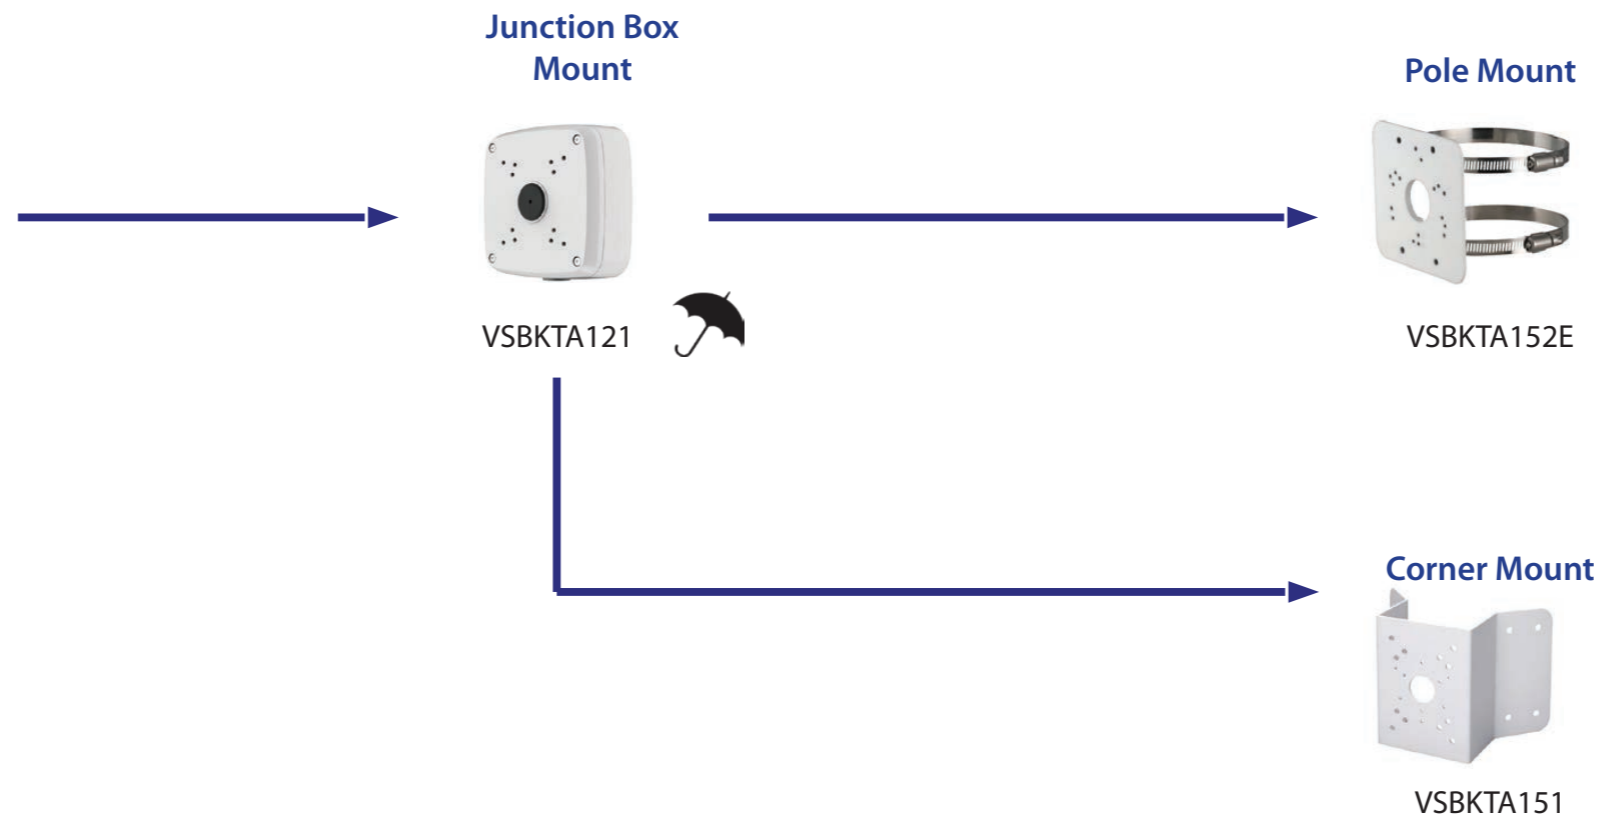 Junction Box
Mount
Pole Mount
VSBKTA121
VSBKTA152E
Corner Mount
VSBKTA151